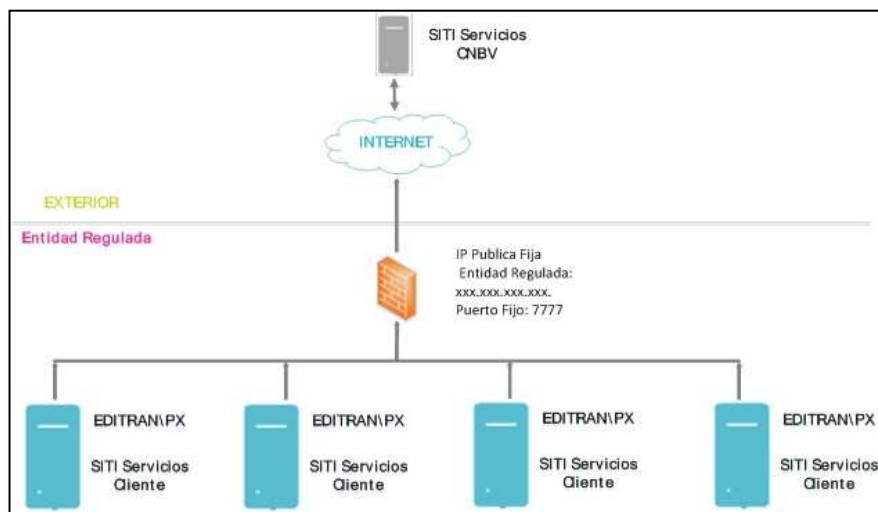 SITI Servicios
CNBV
INTERNET
EXTERIOR
Entidad Regulada
IP Publica Fija
Entidad Regulada:
xxx.xxx.xxx.xxx.
Puerto Fijo: 7777
EDITRAN\PX
SITI Servicios
Cliente
EDITRAN\PX
SITI Servicios
Cliente
EDITRAN\PX
SITI Servicios
Cliente
EDITRAN\PX
SITI Servicios
Cliente